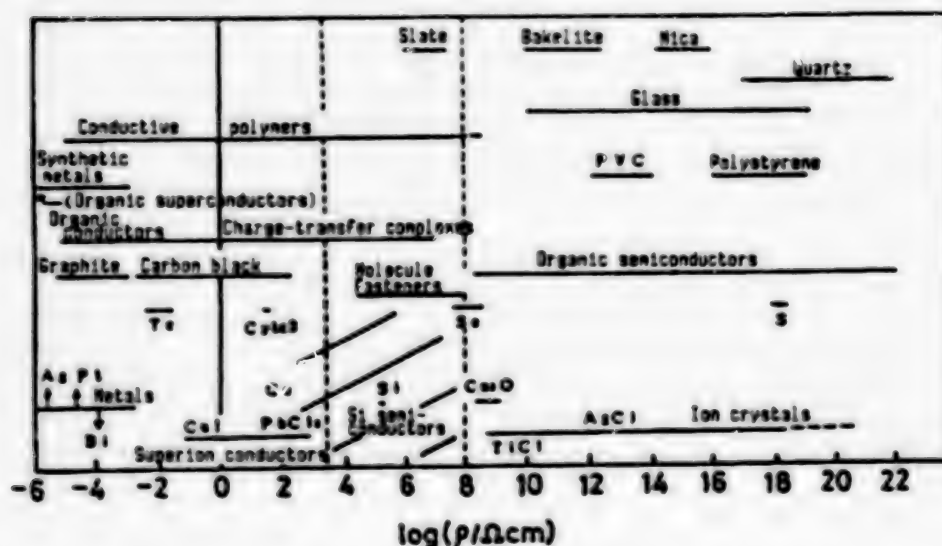 Slate Bakelite Mica
Quartz
Glass
Conductive polymers
Synthetic metals
P V C Polystyrene
(Organic superconductors)
Organic conductors
Charge-transfer complexes
Graphite Carbon black
Molecule fasteners
Organic semiconductors
Te
Se
S
Ag Pt
Metals
Bi
Si
CuI
Si semi-conductors
AgCl Ion crystals
Superion conductors
TiCl
-6 -4 -2 0 2 4 6 8 10 12 14 16 18 20 22
log(ρ/Ωcm)